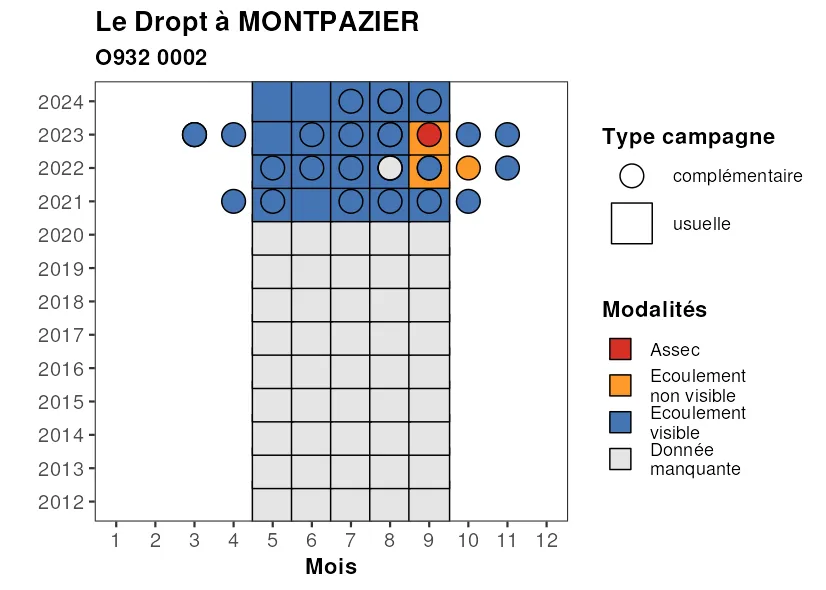 Le Dropt à MONTPAZIER
O932 0002
2024
2023
2022
2021
2020
2019
2018
2017
2016
2015
2014
2013
2012
1 2 3 4 5 6 7 8 9 10 11 12
Mois
Type campagne
complémentaire
usuelle
Modalités
Assec
Ecoulement
non visible
Ecoulement
visible
Donnée
manquante